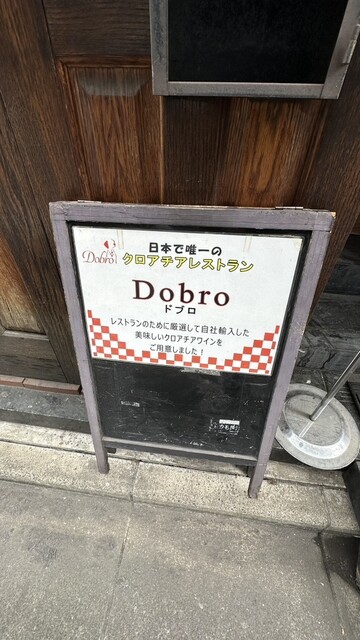 Dobro
日本で唯一の
クロアチアレストラン
Dobro
ドブロ
レストランのために厳選して自社輸入した
美味しいクロアチアワインを
ご用意しました！